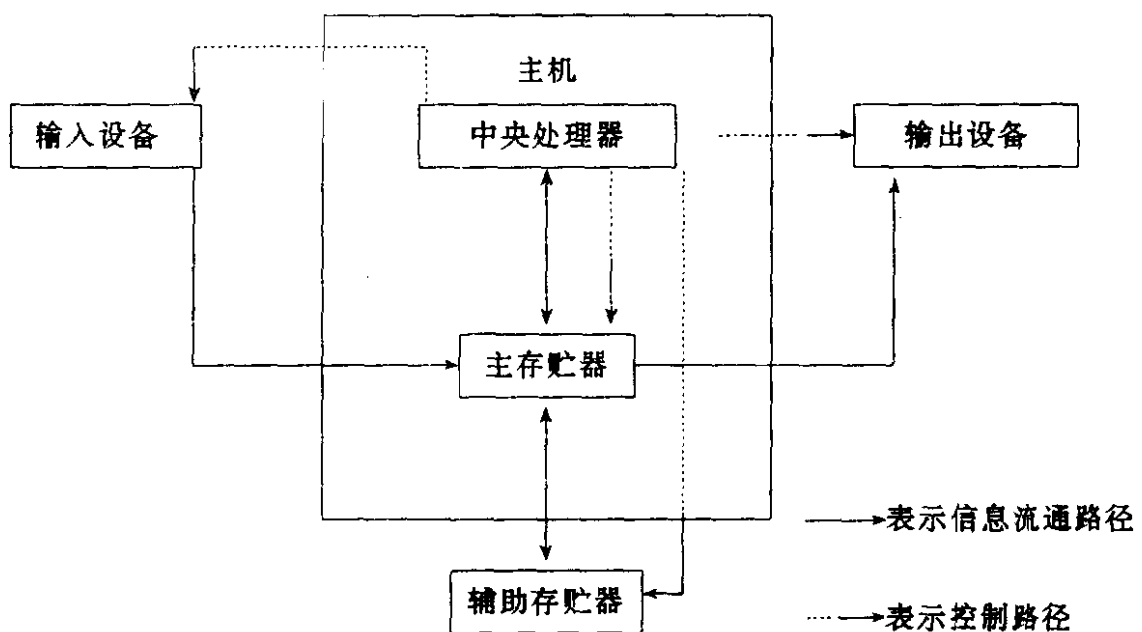 主机
输入设备
中央处理器
输出设备
主存贮器
表示信息流通路径
辅助存贮器
表示控制路径